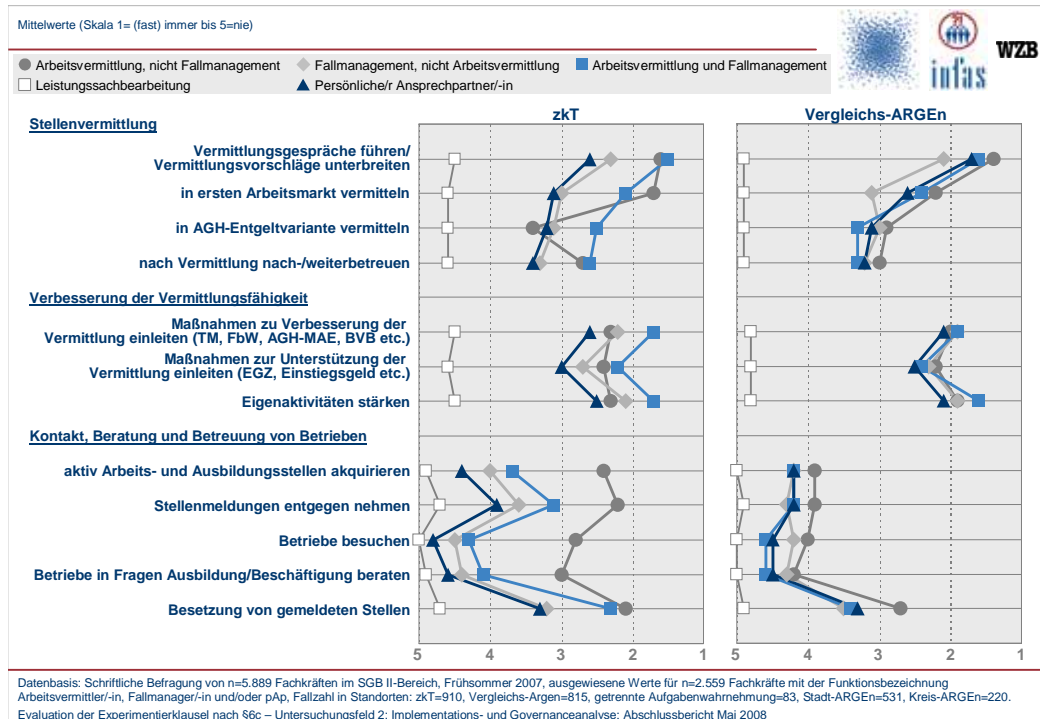 Mittelwerte (Skala 1= (fast) immer bis 5=nie)
infas
WZB
Arbeitsvermittlung, nicht Fallmanagement
Fallmanagement, nicht Arbeitsvermittlung
Arbeitsvermittlung und Fallmanagement
Leistungssachbearbeitung
Persönliche/r Ansprechpartner/-in
zkT
Vergleichs-ARGEn
Stellenvermittlung
Vermittlungsgespräche führen/
Vermittlungsvorschläge unterbreiten
in ersten Arbeitsmarkt vermitteln
in AGH-Entgeltvariante vermitteln
nach Vermittlung nach-/weiterbetreuen
Verbesserung der Vermittlungsfähigkeit
Maßnahmen zu Verbesserung der
Vermittlung einleiten (TM, FbW, AGH-MAE, BVB etc.)
Maßnahmen zur Unterstützung der
Vermittlung einleiten (EGZ, Einstiegsgeld etc.)
Eigenaktivitäten stärken
Kontakt, Beratung und Betreuung von Betrieben
aktiv Arbeits- und Ausbildungsstellen akquirieren
Stellenmeldungen entgegen nehmen
Betriebe besuchen
Betriebe in Fragen Ausbildung/Beschäftigung beraten
Besetzung von gemeldeten Stellen
5 4 3 2 1
5 4 3 2 1
Datenbasis: Schriftliche Befragung von n=5.889 Fachkräften im SGB II-Bereich, Frühsommer 2007, ausgewiesene Werte für n=2.559 Fachkräfte mit der Funktionsbezeichnung
Arbeitsvermittler/-in, Fallmanager/-in und/oder pAp, Fallzahl in Standorten: zkT=910, Vergleichs-Argen=815, getrennte Aufgabenwahrnehmung=83, Stadt-ARGEn=531, Kreis-ARGEn=220.
Evaluation der Experimentierklausel nach §6c – Untersuchungsfeld 2: Implementations- und Governanceanalyse: Abschlussbericht Mai 2008